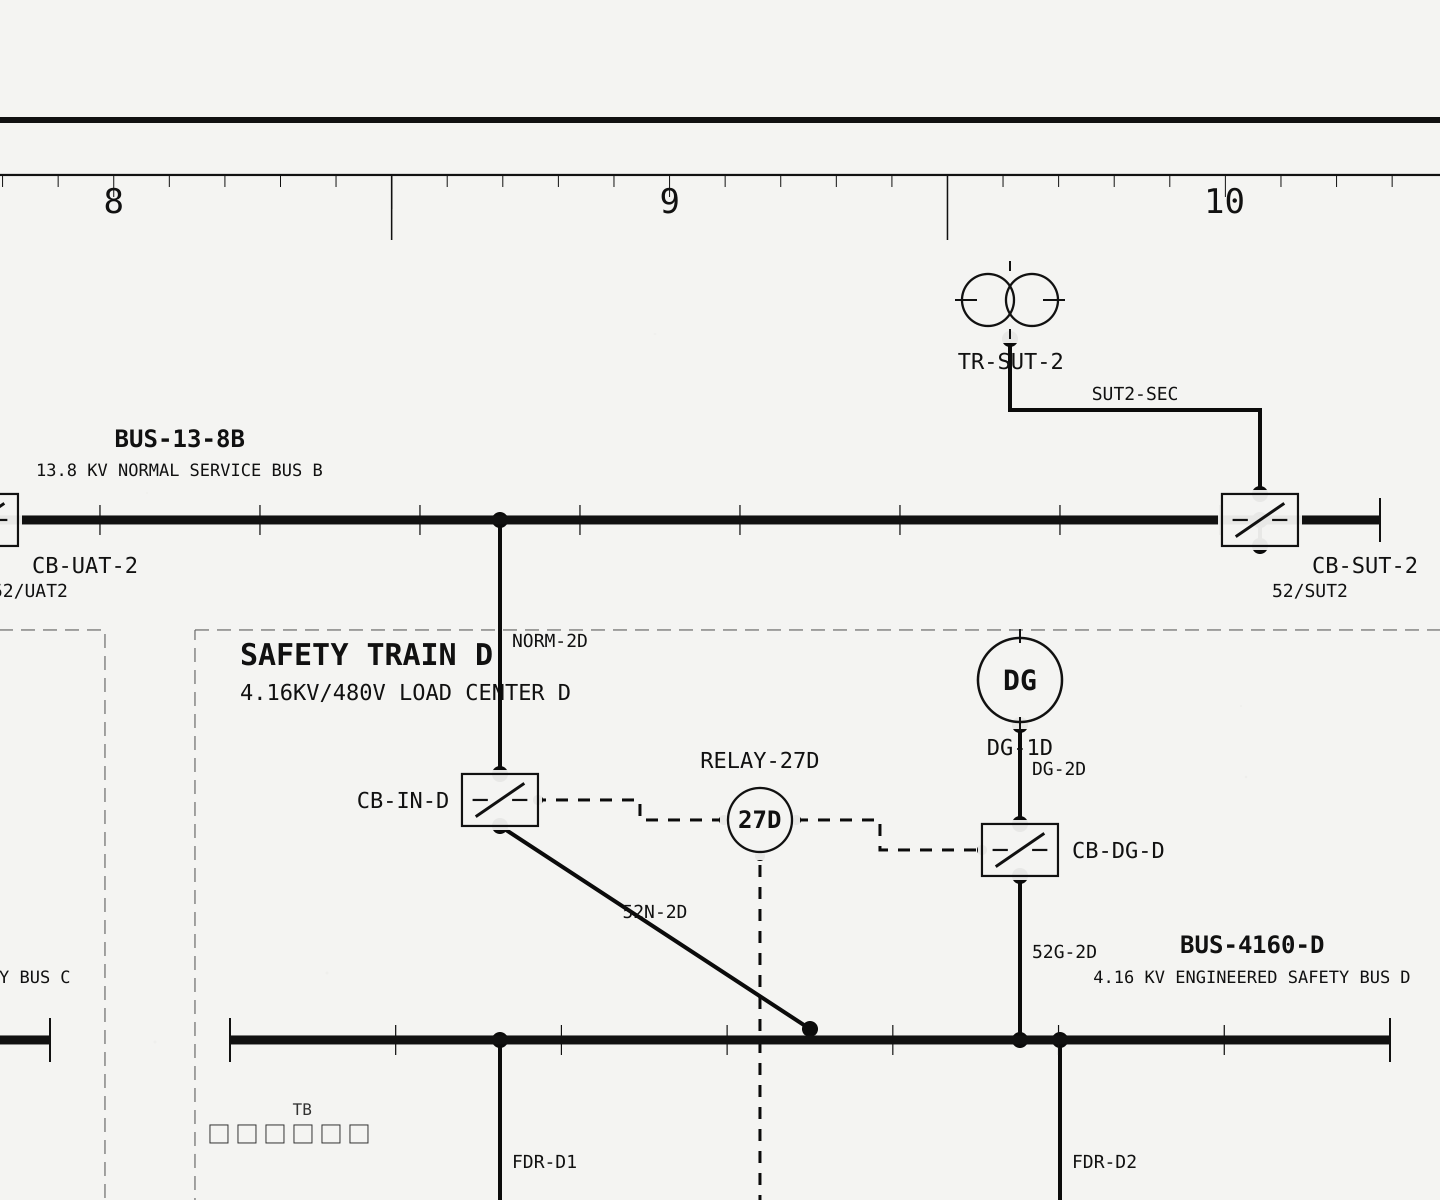 8
9
10
TR-SUT-2
SUT2-SEC
BUS-13-8B
13.8 KV NORMAL SERVICE BUS B
CB-UAT-2
52/UAT2
CB-SUT-2
52/SUT2
NORM-2D
SAFETY TRAIN D
4.16KV/480V LOAD CENTER D
DG
DG-1D
DG-2D
RELAY-27D
27D
CB-IN-D
CB-DG-D
52N-2D
52G-2D
BUS-4160-D
4.16 KV ENGINEERED SAFETY BUS D
Y BUS C
TB
FDR-D1
FDR-D2